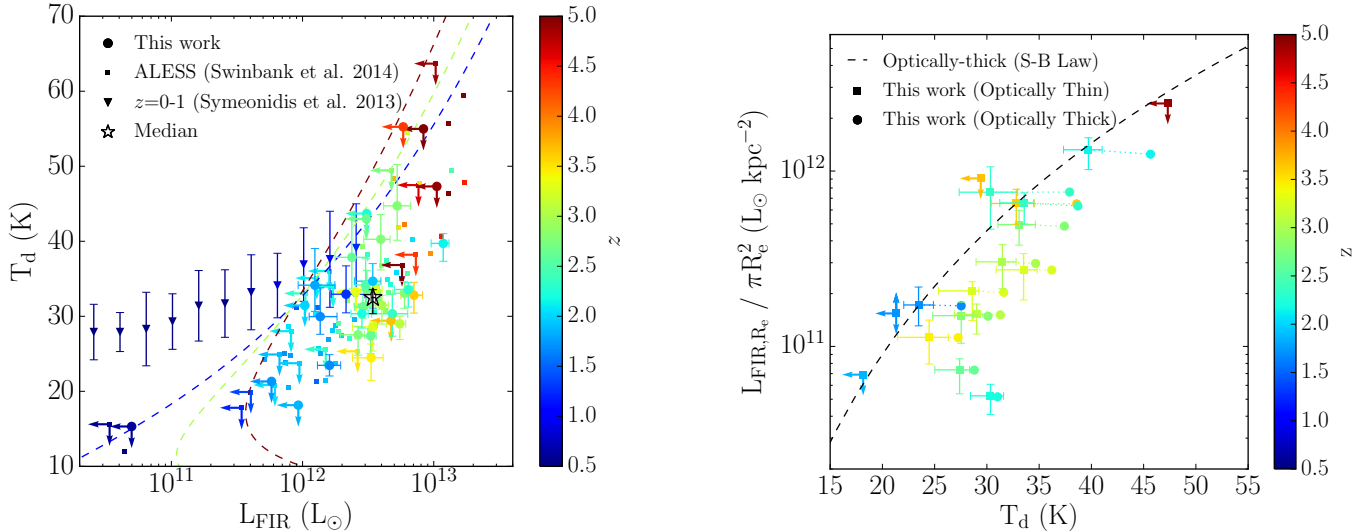 70
60
50
40
30
20
10
T_d (K)
This work
ALESS (Swinbank et al. 2014)
z=0-1 (Symeonidis et al. 2013)
Median
10^11
10^12
10^13
L_FIR (L_⊙)
5.0
4.5
4.0
3.5
3.0
2.5
2.0
1.5
1.0
0.5
z
L_FIR,R_e / πR_e^2 (L_⊙ kpc^−2)
10^12
10^11
Optically-thick (S-B Law)
This work (Optically Thin)
This work (Optically Thick)
15 20 25 30 35 40 45 50 55
T_d (K)
5.0
4.5
4.0
3.5
3.0
2.5
2.0
1.5
1.0
0.5
z